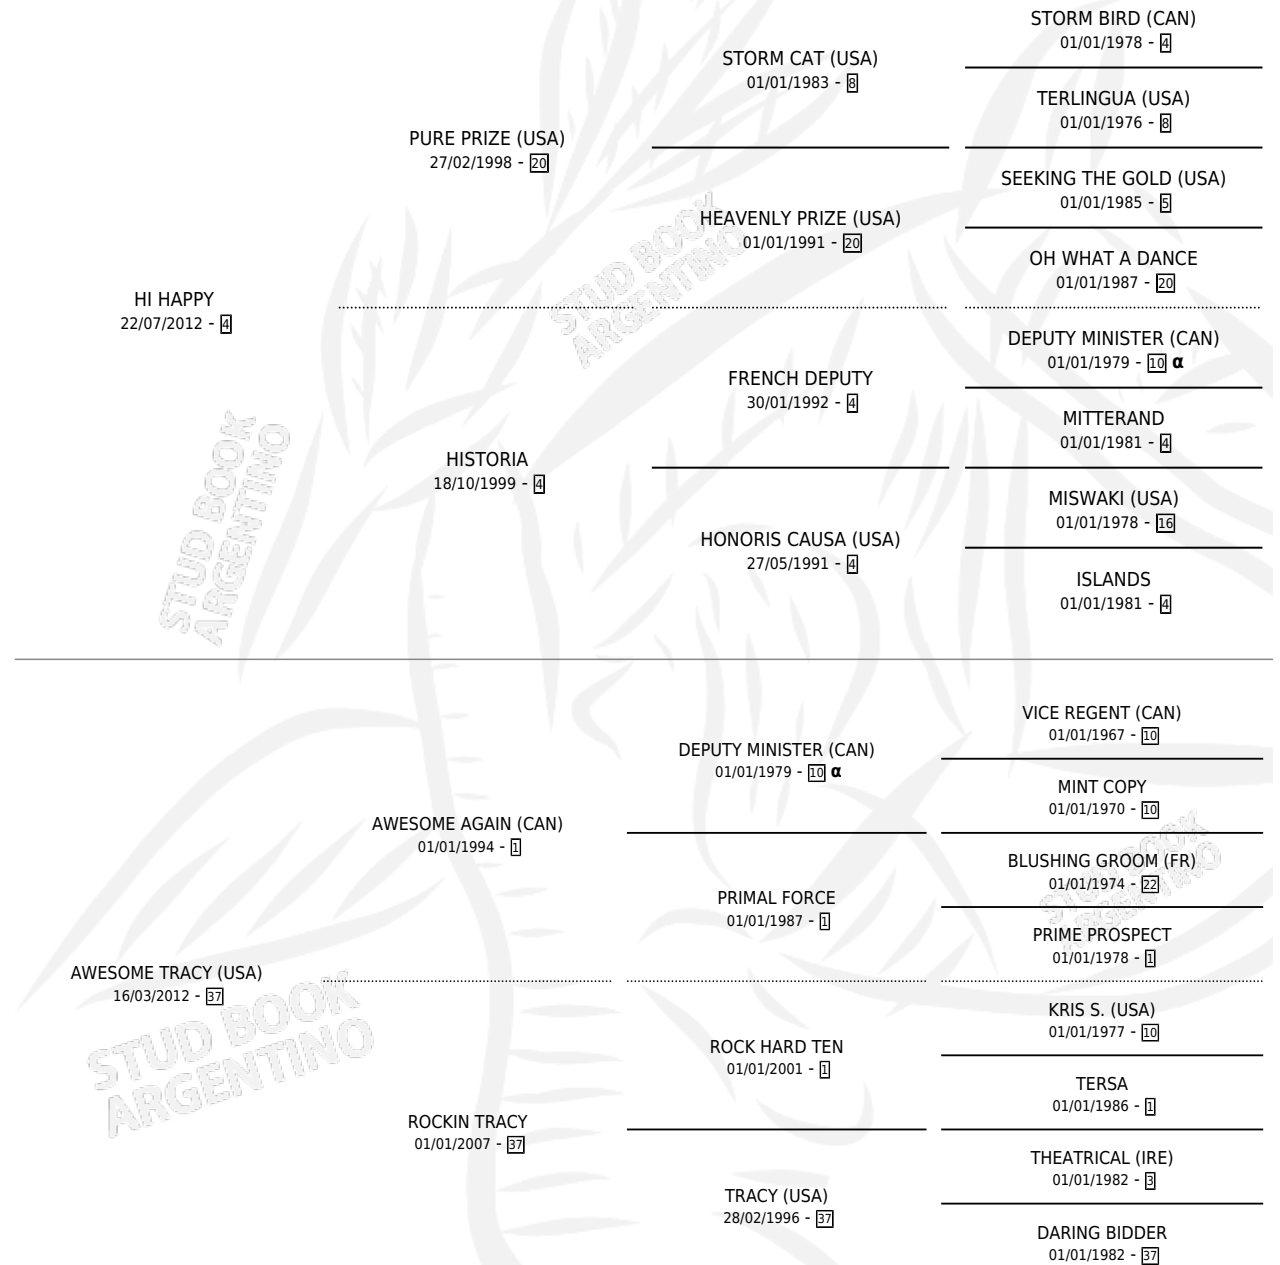 STORM BIRD (CAN)
01/01/1978 - 4
STORM CAT (USA)
01/01/1983 - 8
TERLINGUA (USA)
01/01/1976 - 8
PURE PRIZE (USA)
27/02/1998 - 20
SEEKING THE GOLD (USA)
01/01/1985 - 5
HEAVENLY PRIZE (USA)
01/01/1991 - 20
OH WHAT A DANCE
01/01/1987 - 20
HI HAPPY
22/07/2012 - 4
DEPUTY MINISTER (CAN)
01/01/1979 - 10 α
FRENCH DEPUTY
30/01/1992 - 4
MITTERAND
01/01/1981 - 4
HISTORIA
18/10/1999 - 4
MISWAKI (USA)
01/01/1978 - 16
HONORIS CAUSA (USA)
27/05/1991 - 4
ISLANDS
01/01/1981 - 4
STUD BOOK
ARGENTINO
STUD BOOK
ARGENTINO
VICE REGENT (CAN)
01/01/1967 - 10
DEPUTY MINISTER (CAN)
01/01/1979 - 10 α
MINT COPY
01/01/1970 - 10
AWESOME AGAIN (CAN)
01/01/1994 - 1
BLUSHING GROOM (FR)
01/01/1974 - 22
PRIMAL FORCE
01/01/1987 - 1
PRIME PROSPECT
01/01/1978 - 1
AWESOME TRACY (USA)
16/03/2012 - 37
KRIS S. (USA)
01/01/1977 - 10
ROCK HARD TEN
01/01/2001 - 1
TERSA
01/01/1986 - 1
ROCKIN TRACY
01/01/2007 - 37
THEATRICAL (IRE)
01/01/1982 - 3
TRACY (USA)
28/02/1996 - 37
DARING BIDDER
01/01/1982 - 37
STUD BOOK
ARGENTINO
STUD BOOK
ARGENTINO